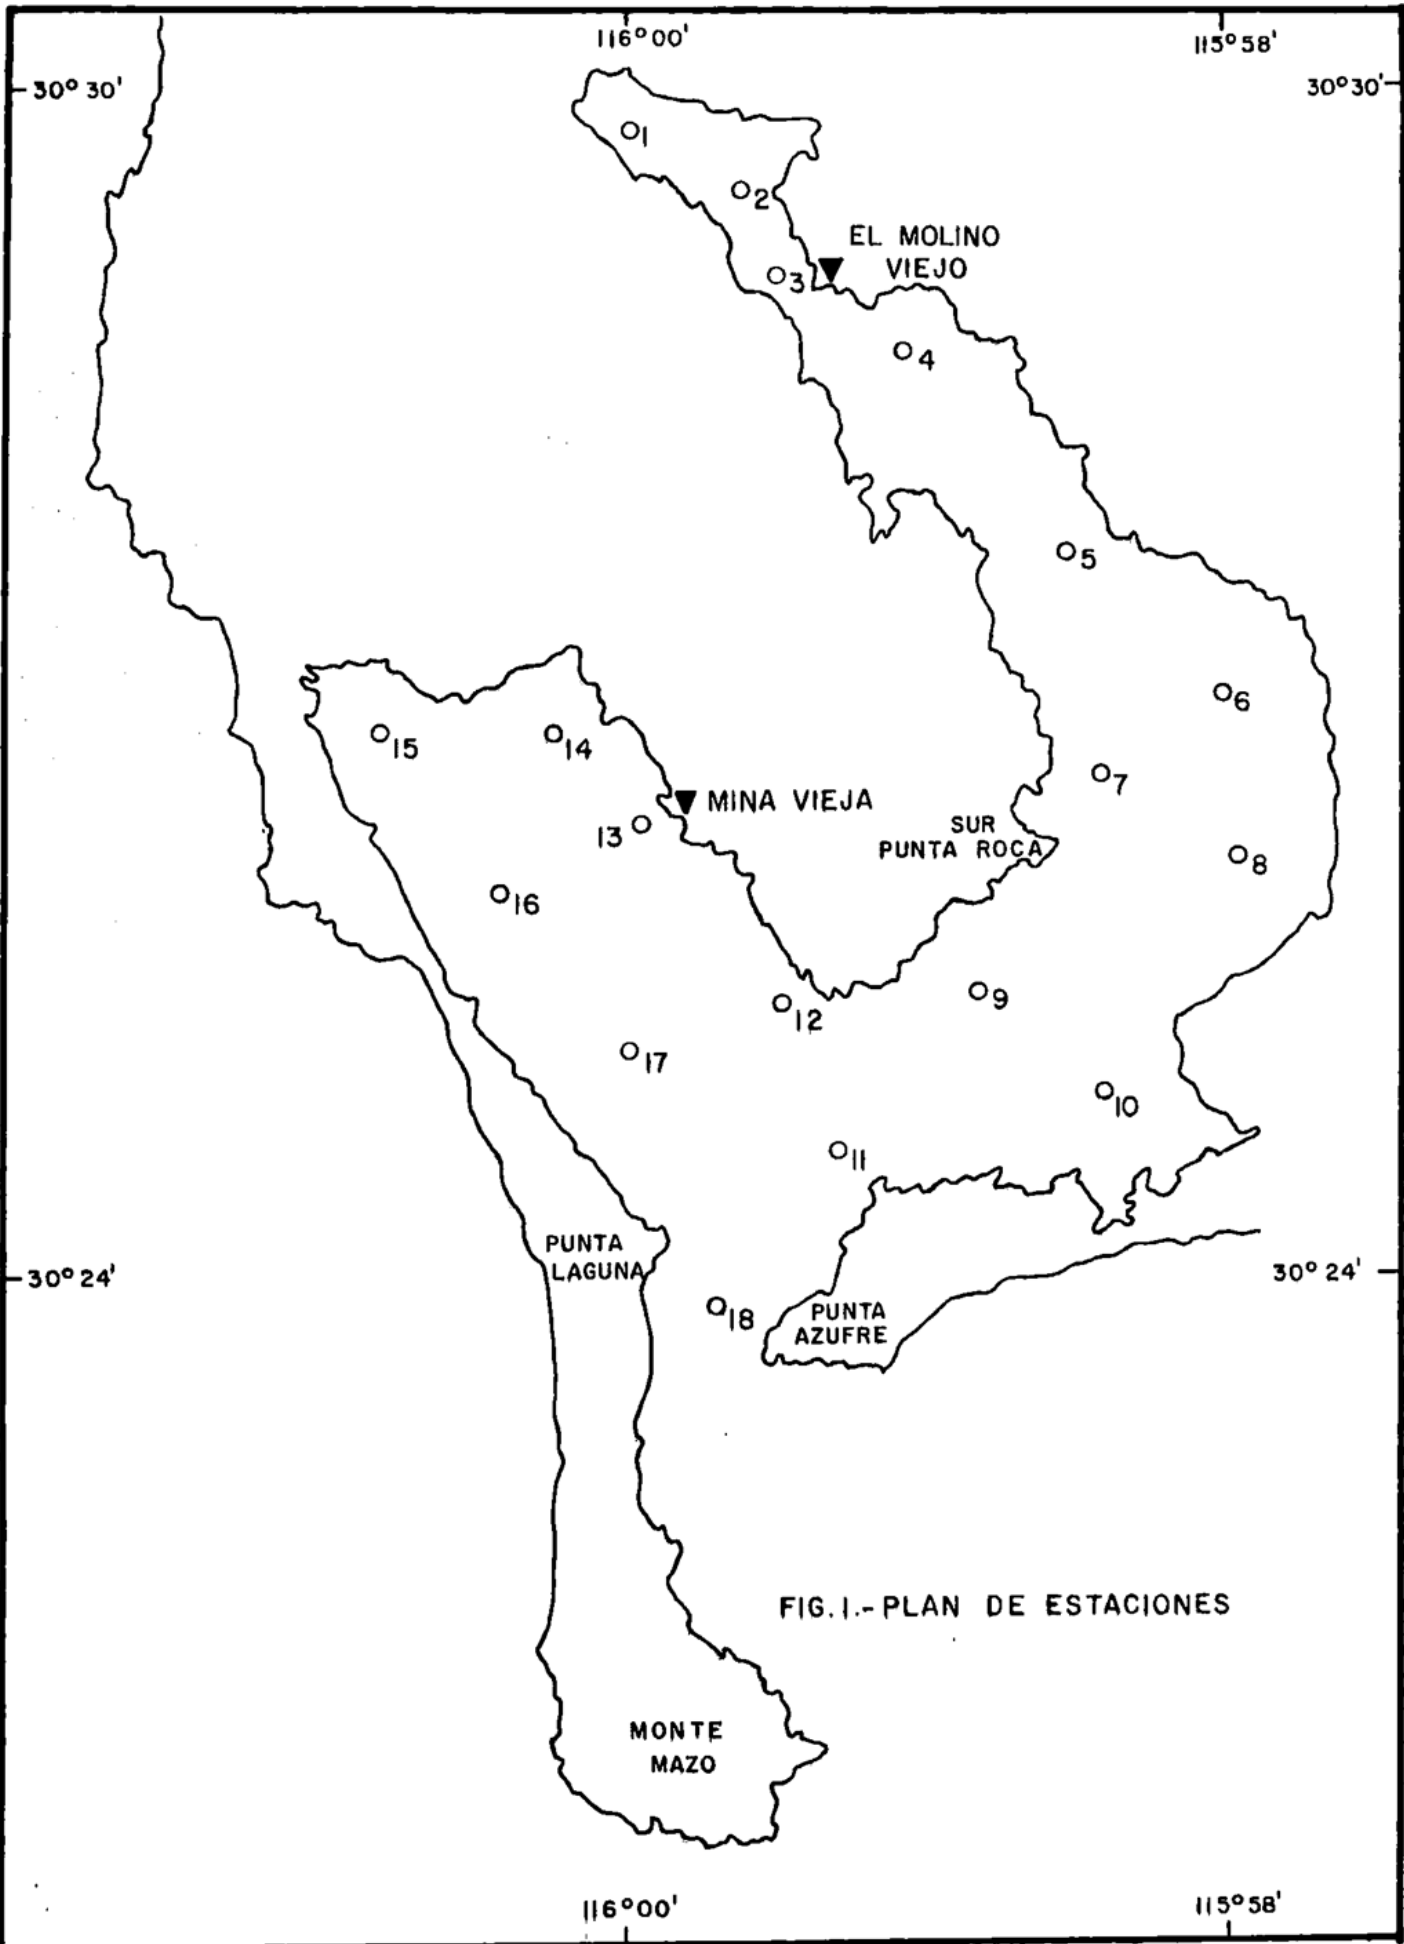 116°00'
115°58'
30°30'
30°30'
1
2
EL MOLINO
VIEJO
3
4
5
6
15
14
7
MINA VIEJA
13
SUR
PUNTA ROCA
8
16
9
12
17
10
11
PUNTA
LAGUNA
30°24'
30°24'
18
PUNTA
AZUFRE
FIG.1.-PLAN DE ESTACIONES
MONTE
MAZO
116°00'
115°58'